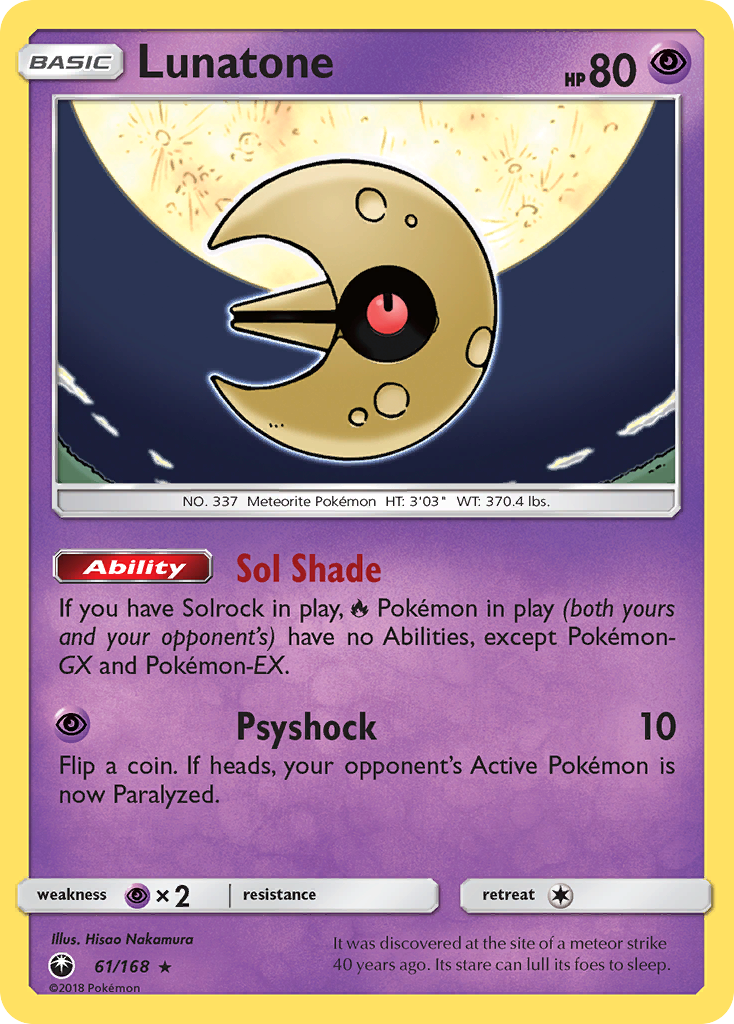 BASIC Lunatone HP 80
NO. 337 Meteorite Pokémon HT: 3'03" WT: 370.4 lbs.
Ability Sol Shade
If you have Solrock in play, Pokémon in play (both yours
and your opponent's) have no Abilities, except Pokémon-
GX and Pokémon-EX.
Psyshock 10
Flip a coin. If heads, your opponent's Active Pokémon is
now Paralyzed.
weakness ×2 resistance retreat
Illus. Hisao Nakamura
61/168 ★
©2018 Pokémon
It was discovered at the site of a meteor strike
40 years ago. Its stare can lull its foes to sleep.